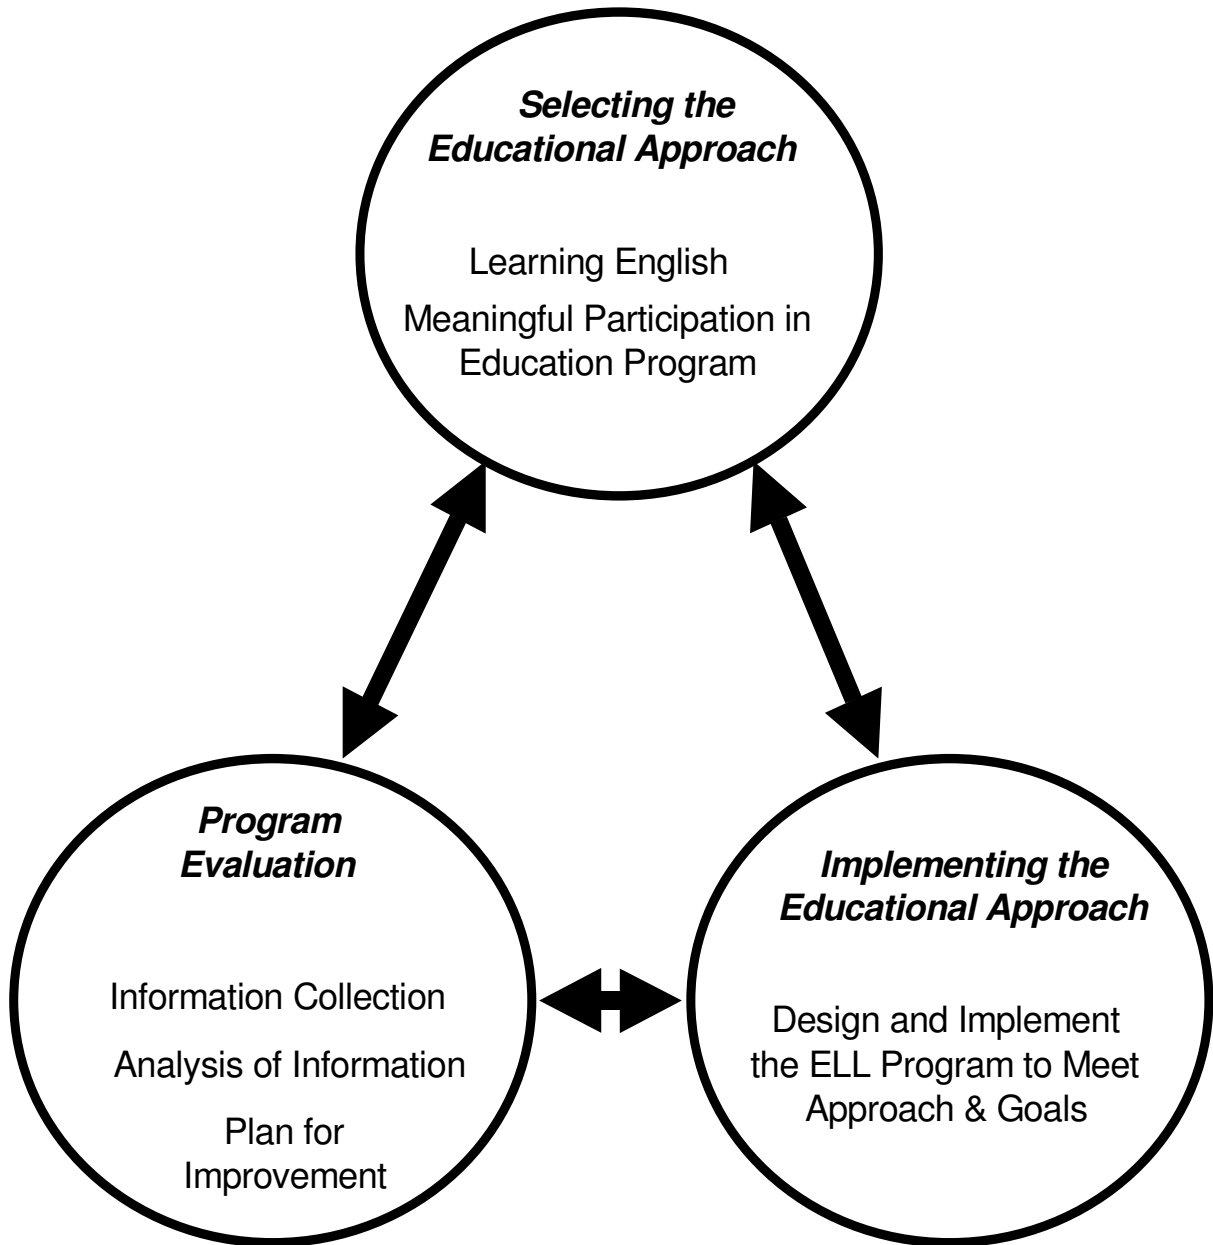 Selecting the
Educational Approach
Learning English
Meaningful Participation in
Education Program
Program
Evaluation
Information Collection
Analysis of Information
Plan for
Improvement
Implementing the
Educational Approach
Design and Implement
the ELL Program to Meet
Approach & Goals